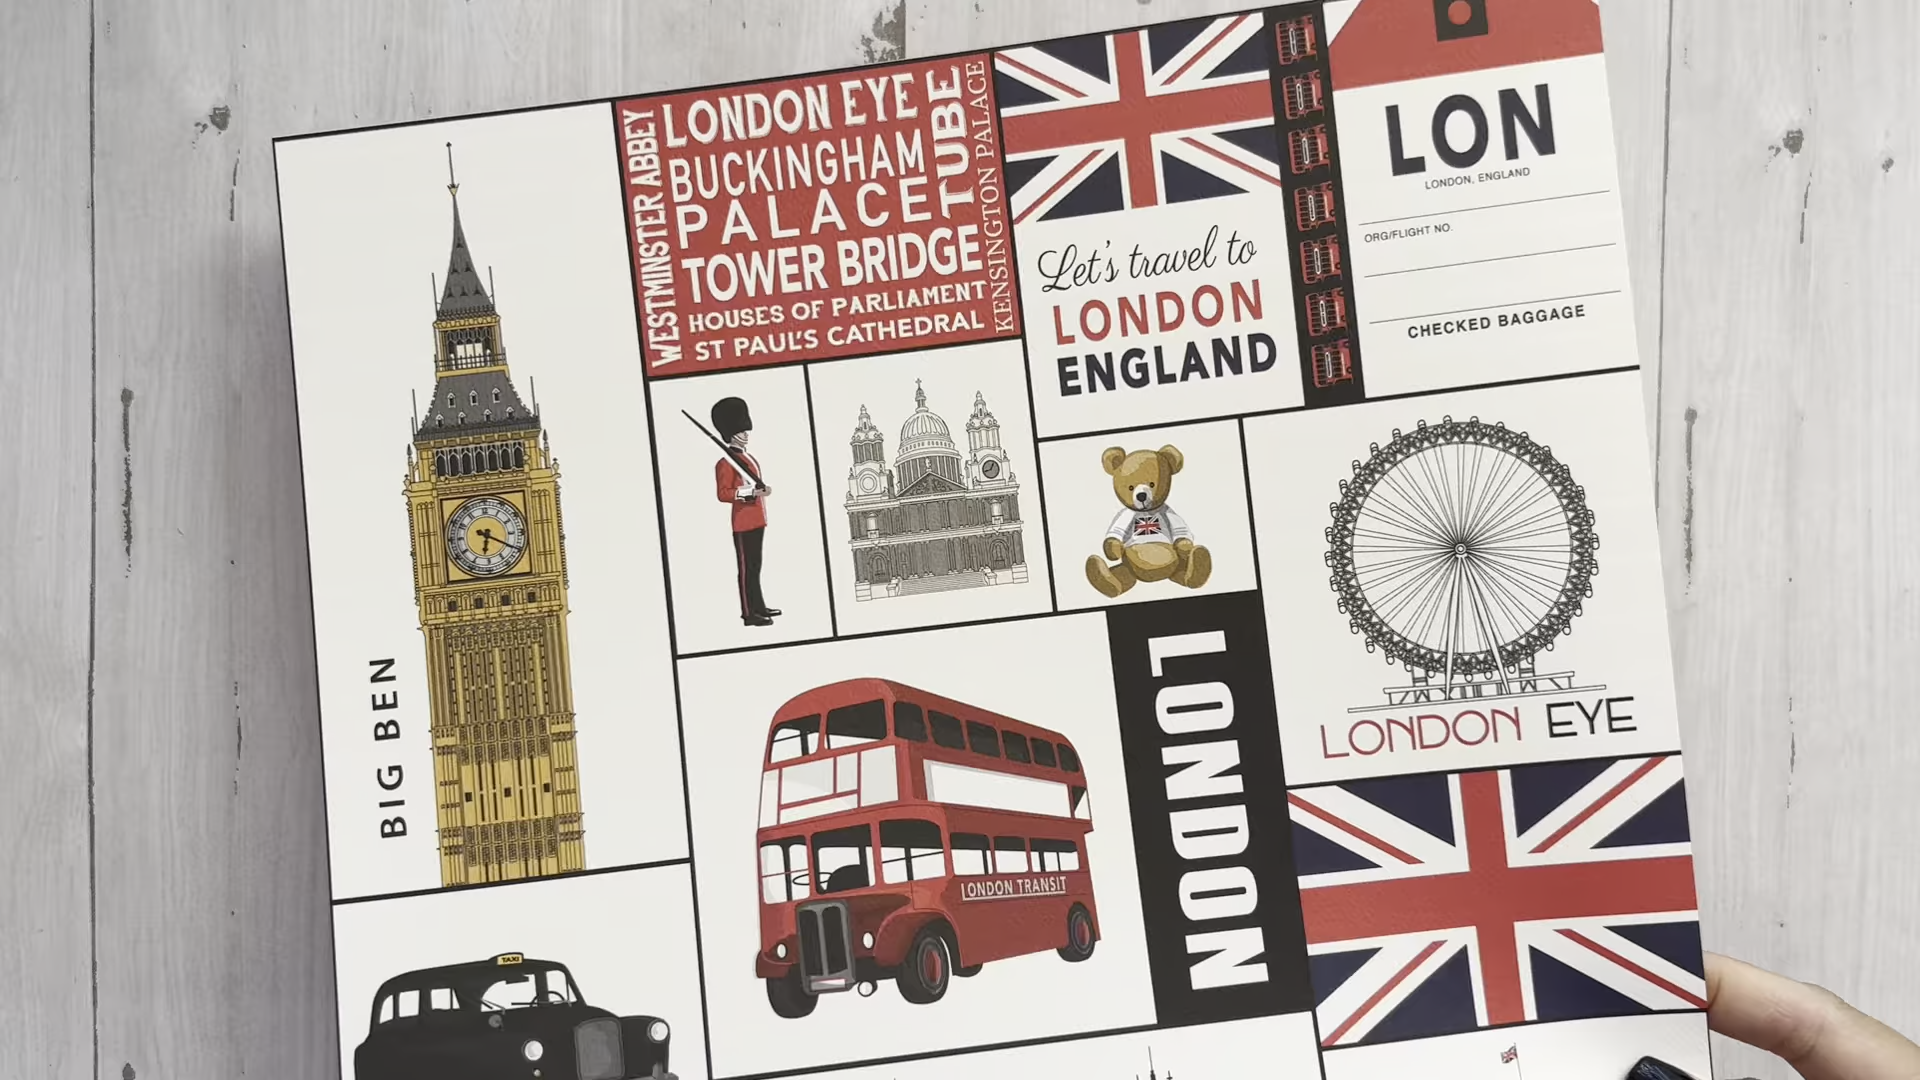 BIG BEN
WESTMINSTER ABBEY
LONDON EYE
BUCKINGHAM
PALACE
TOWER BRIDGE
HOUSES OF PARLIAMENT
ST PAUL'S CATHEDRAL
TUBE
KENSINGTON PALACE
Let's travel to
LONDON
ENGLAND
LON
LONDON, ENGLAND
ORG/FLIGHT NO.
CHECKED BAGGAGE
LONDON EYE
LONDON
LONDON TRANSIT
TAXI